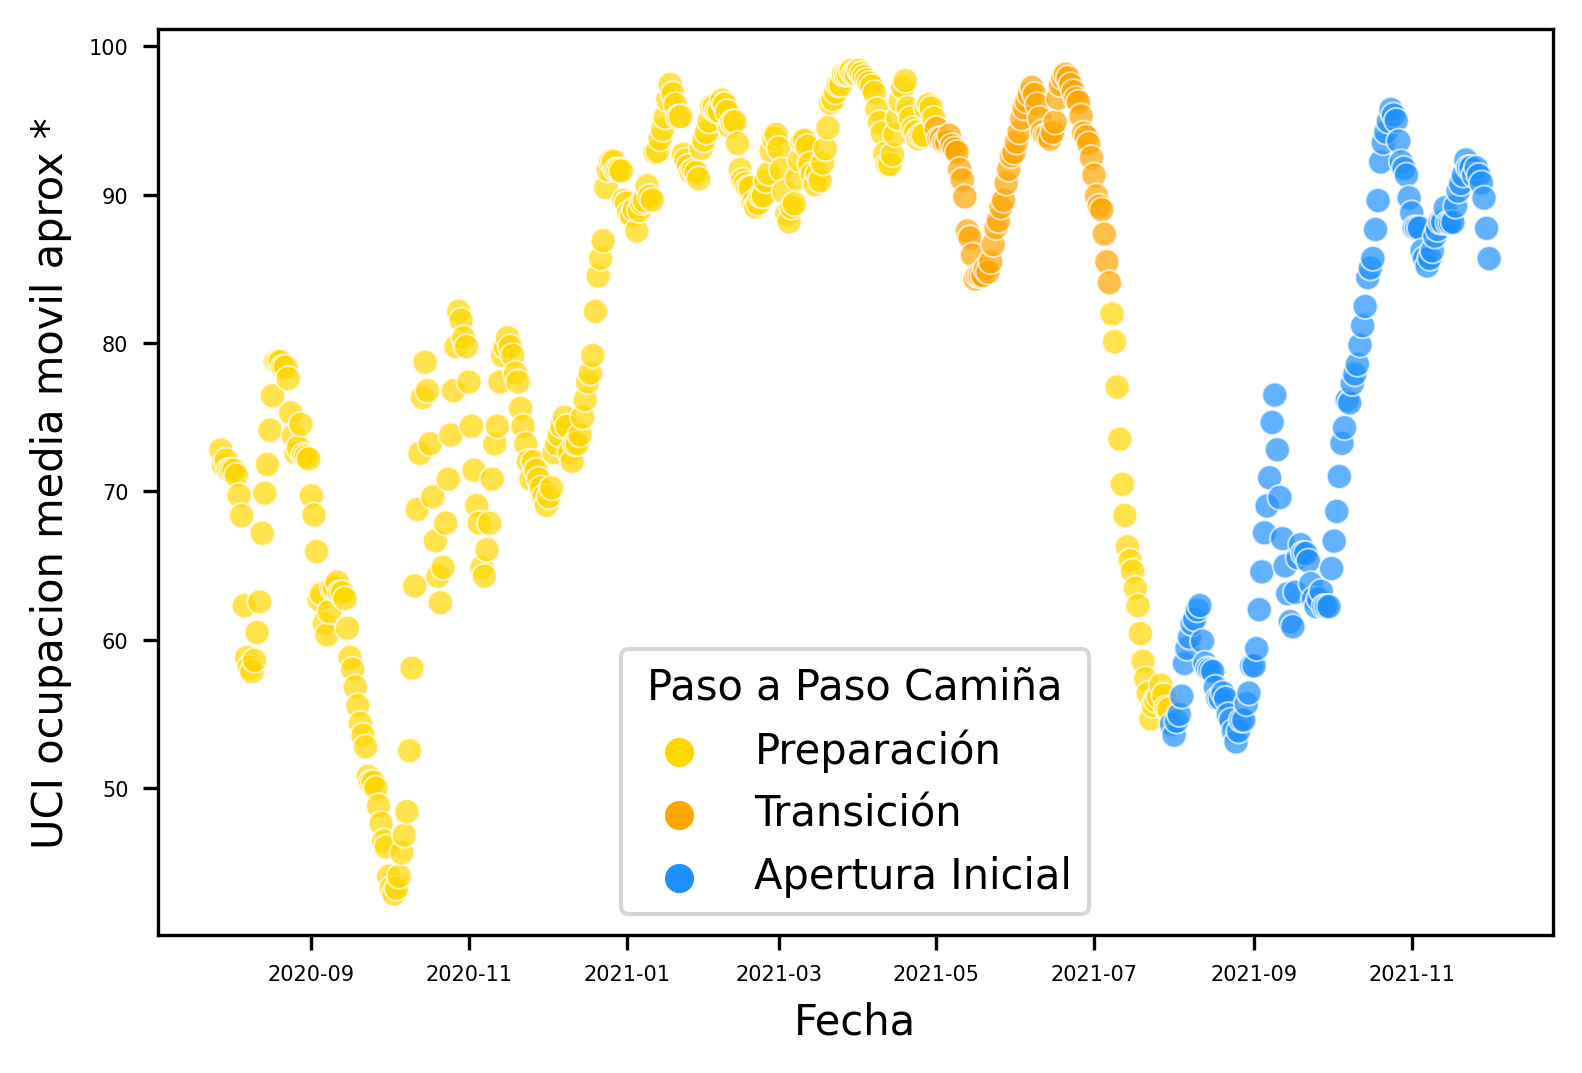 UCI ocupacion media movil aprox *
100
90
80
70
60
50
Paso a Paso Camiña
Preparación
Transición
Apertura Inicial
2020-09 2020-11 2021-01 2021-03 2021-05 2021-07 2021-09 2021-11
Fecha